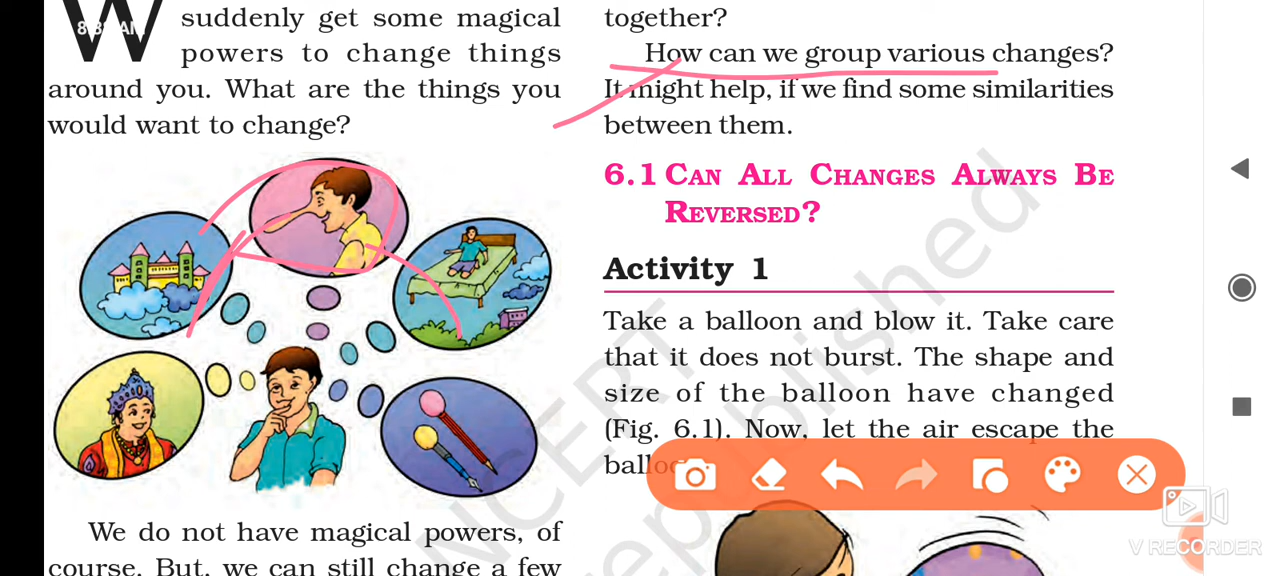 W suddenly get some magical
powers to change things
around you. What are the things you
would want to change?
We do not have magical powers, of
course. But, we can still change a few
together?
How can we group various changes?
It might help, if we find some similarities
between them.
6.1 CAN ALL CHANGES ALWAYS BE
REVERSED?
Activity 1
Take a balloon and blow it. Take care
that it does not burst. The shape and
size of the balloon have changed
(Fig. 6.1). Now, let the air escape the
NCERT
republished
V RECORDER